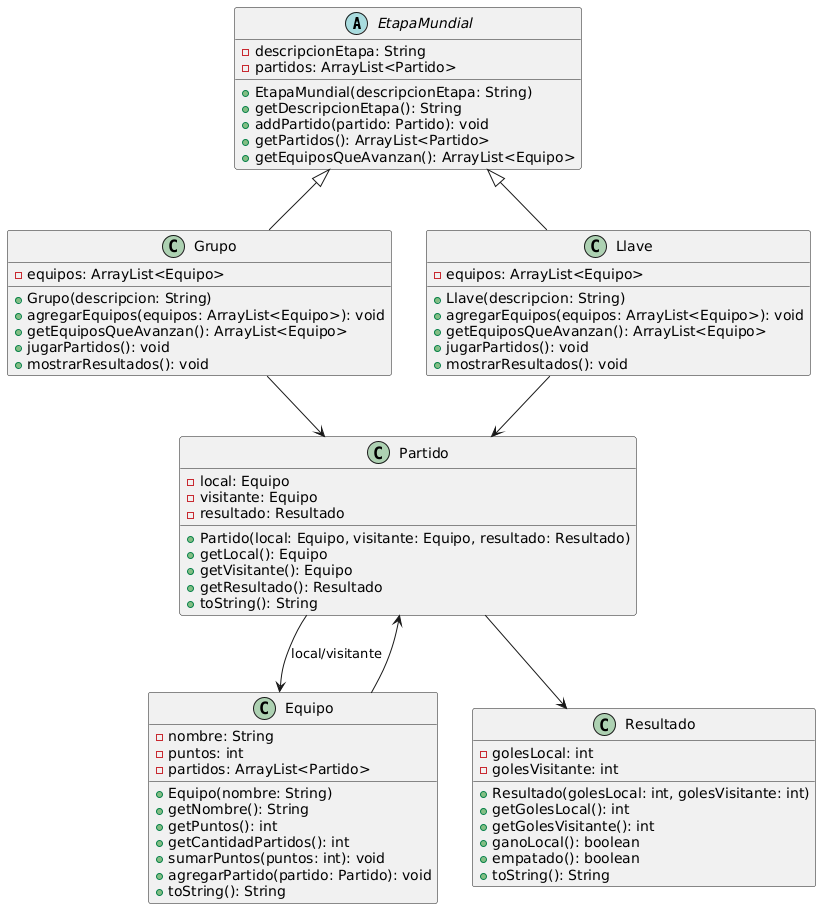 A EtapaMundial
descripcionEtapa: String
partidos: ArrayList<Partido>
EtapaMundial(descripcionEtapa: String)
getDescripcionEtapa(): String
addPartido(partido: Partido): void
getPartidos(): ArrayList<Partido>
getEquiposQueAvanzan(): ArrayList<Equipo>
C Grupo
equipos: ArrayList<Equipo>
Grupo(descripcion: String)
agregarEquipos(equipos: ArrayList<Equipo>): void
getEquiposQueAvanzan(): ArrayList<Equipo>
jugarPartidos(): void
mostrarResultados(): void
C Llave
equipos: ArrayList<Equipo>
Llave(descripcion: String)
agregarEquipos(equipos: ArrayList<Equipo>): void
getEquiposQueAvanzan(): ArrayList<Equipo>
jugarPartidos(): void
mostrarResultados(): void
C Partido
local: Equipo
visitante: Equipo
resultado: Resultado
Partido(local: Equipo, visitante: Equipo, resultado: Resultado)
getLocal(): Equipo
getVisitante(): Equipo
getResultado(): Resultado
toString(): String
local/visitante
C Equipo
nombre: String
puntos: int
partidos: ArrayList<Partido>
Equipo(nombre: String)
getNombre(): String
getPuntos(): int
getCantidadPartidos(): int
sumarPuntos(puntos: int): void
agregarPartido(partido: Partido): void
toString(): String
C Resultado
golesLocal: int
golesVisitante: int
Resultado(golesLocal: int, golesVisitante: int)
getGolesLocal(): int
getGolesVisitante(): int
ganoLocal(): boolean
empatado(): boolean
toString(): String